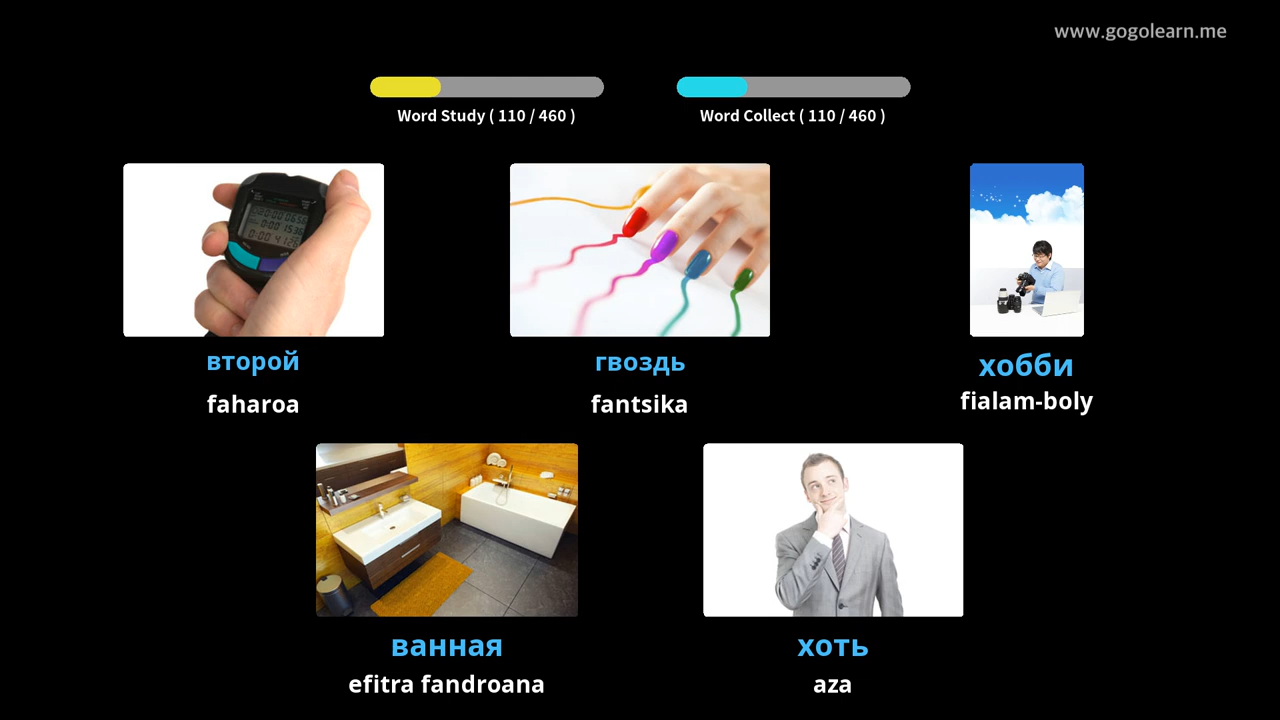 www.gogolearn.me
Word Study ( 110 / 460 )
Word Collect ( 110 / 460 )
второй
faharoa
гвоздь
fantsika
хобби
fialam-boly
ванная
efitra fandroana
хоть
aza